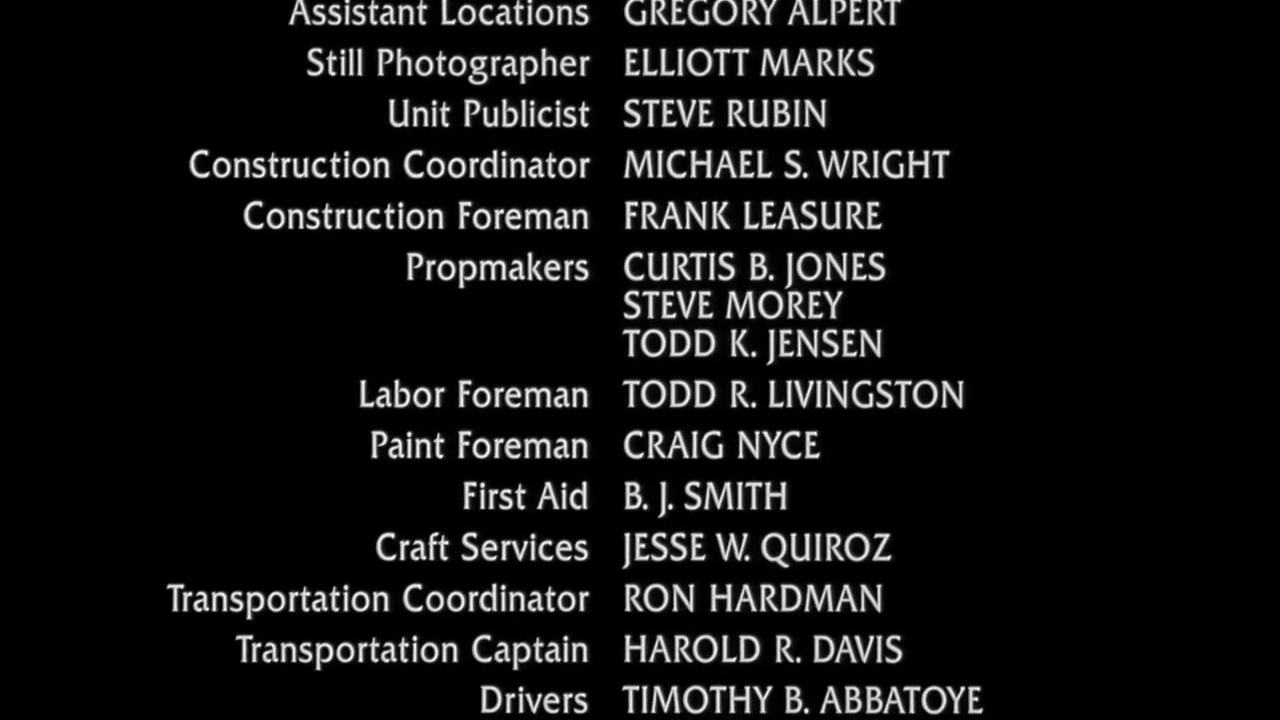 Assistant Locations GREGORY ALPERT
Still Photographer ELLIOTT MARKS
Unit Publicist STEVE RUBIN
Construction Coordinator MICHAEL S. WRIGHT
Construction Foreman FRANK LEASURE
Propmakers CURTIS B. JONES
STEVE MOREY
TODD K. JENSEN
Labor Foreman TODD R. LIVINGSTON
Paint Foreman CRAIG NYCE
First Aid B. J. SMITH
Craft Services JESSE W. QUIROZ
Transportation Coordinator RON HARDMAN
Transportation Captain HAROLD R. DAVIS
Drivers TIMOTHY B. ABBATOYE